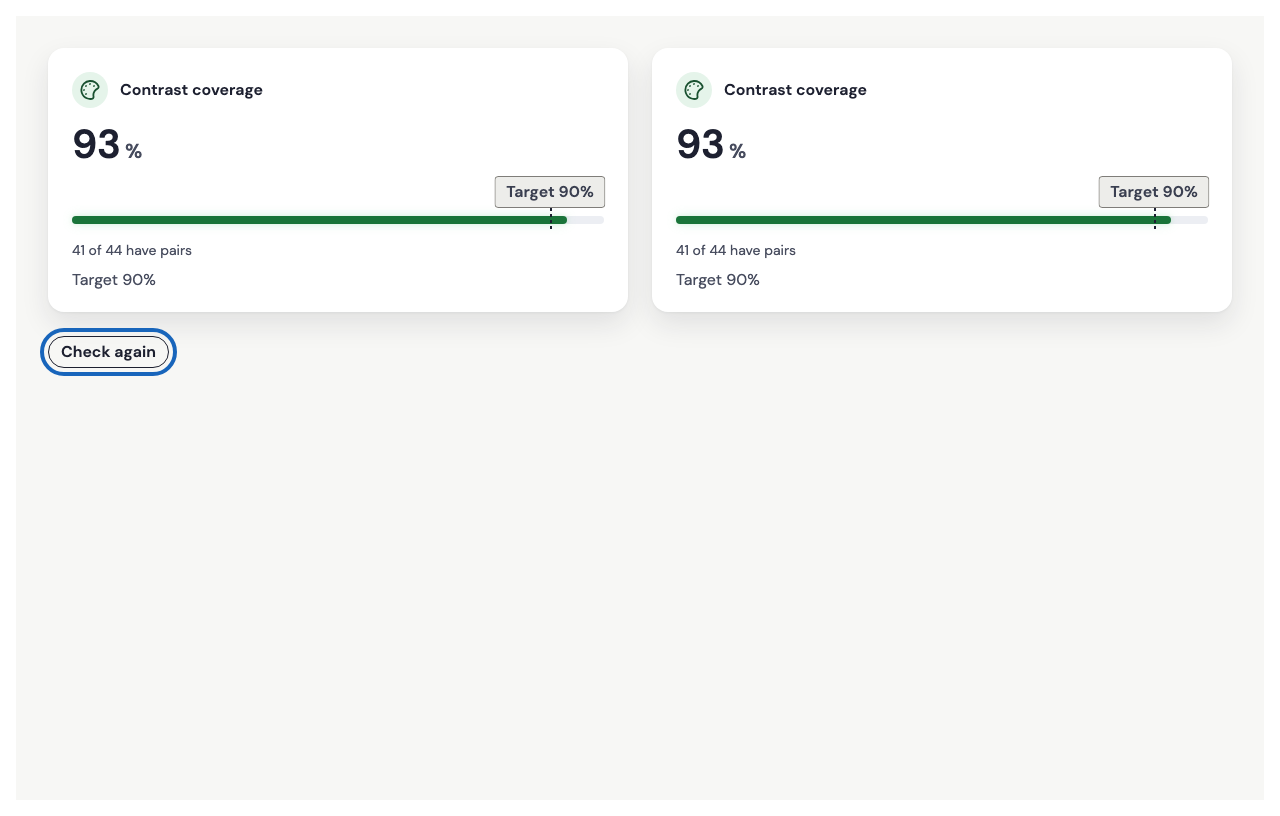 Contrast coverage
93 %
Target 90%
41 of 44 have pairs
Target 90%
Contrast coverage
93 %
Target 90%
41 of 44 have pairs
Target 90%
Check again